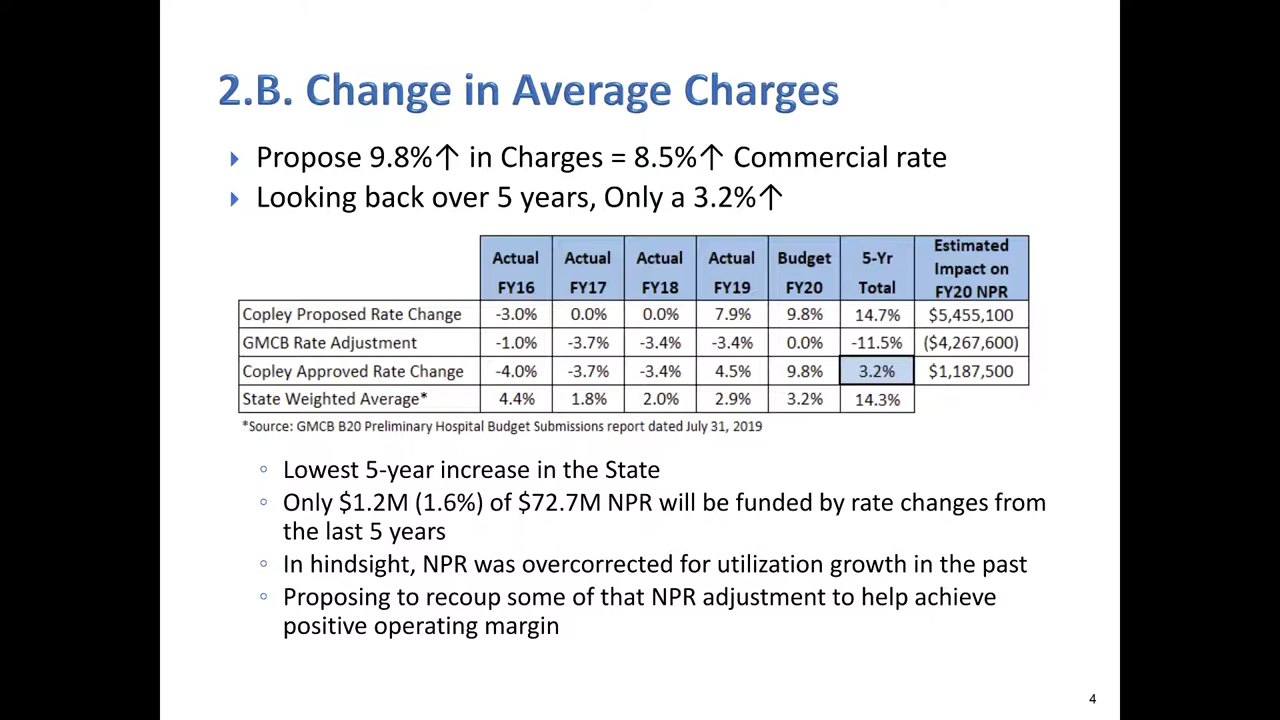 2.B. Change in Average Charges
Propose 9.8%↑ in Charges = 8.5%↑ Commercial rate
Looking back over 5 years, Only a 3.2%↑
Actual FY16 Actual FY17 Actual FY18 Actual FY19 Budget FY20 5-Yr Total Estimated Impact on FY20 NPR
Copley Proposed Rate Change -3.0% 0.0% 0.0% 7.9% 9.8% 14.7% $5,455,100
GMCB Rate Adjustment -1.0% -3.7% -3.4% -3.4% 0.0% -11.5% ($4,267,600)
Copley Approved Rate Change -4.0% -3.7% -3.4% 4.5% 9.8% 3.2% $1,187,500
State Weighted Average* 4.4% 1.8% 2.0% 2.9% 3.2% 14.3%
*Source: GMCB B20 Preliminary Hospital Budget Submissions report dated July 31, 2019
Lowest 5-year increase in the State
Only $1.2M (1.6%) of $72.7M NPR will be funded by rate changes from
the last 5 years
In hindsight, NPR was overcorrected for utilization growth in the past
Proposing to recoup some of that NPR adjustment to help achieve
positive operating margin
4